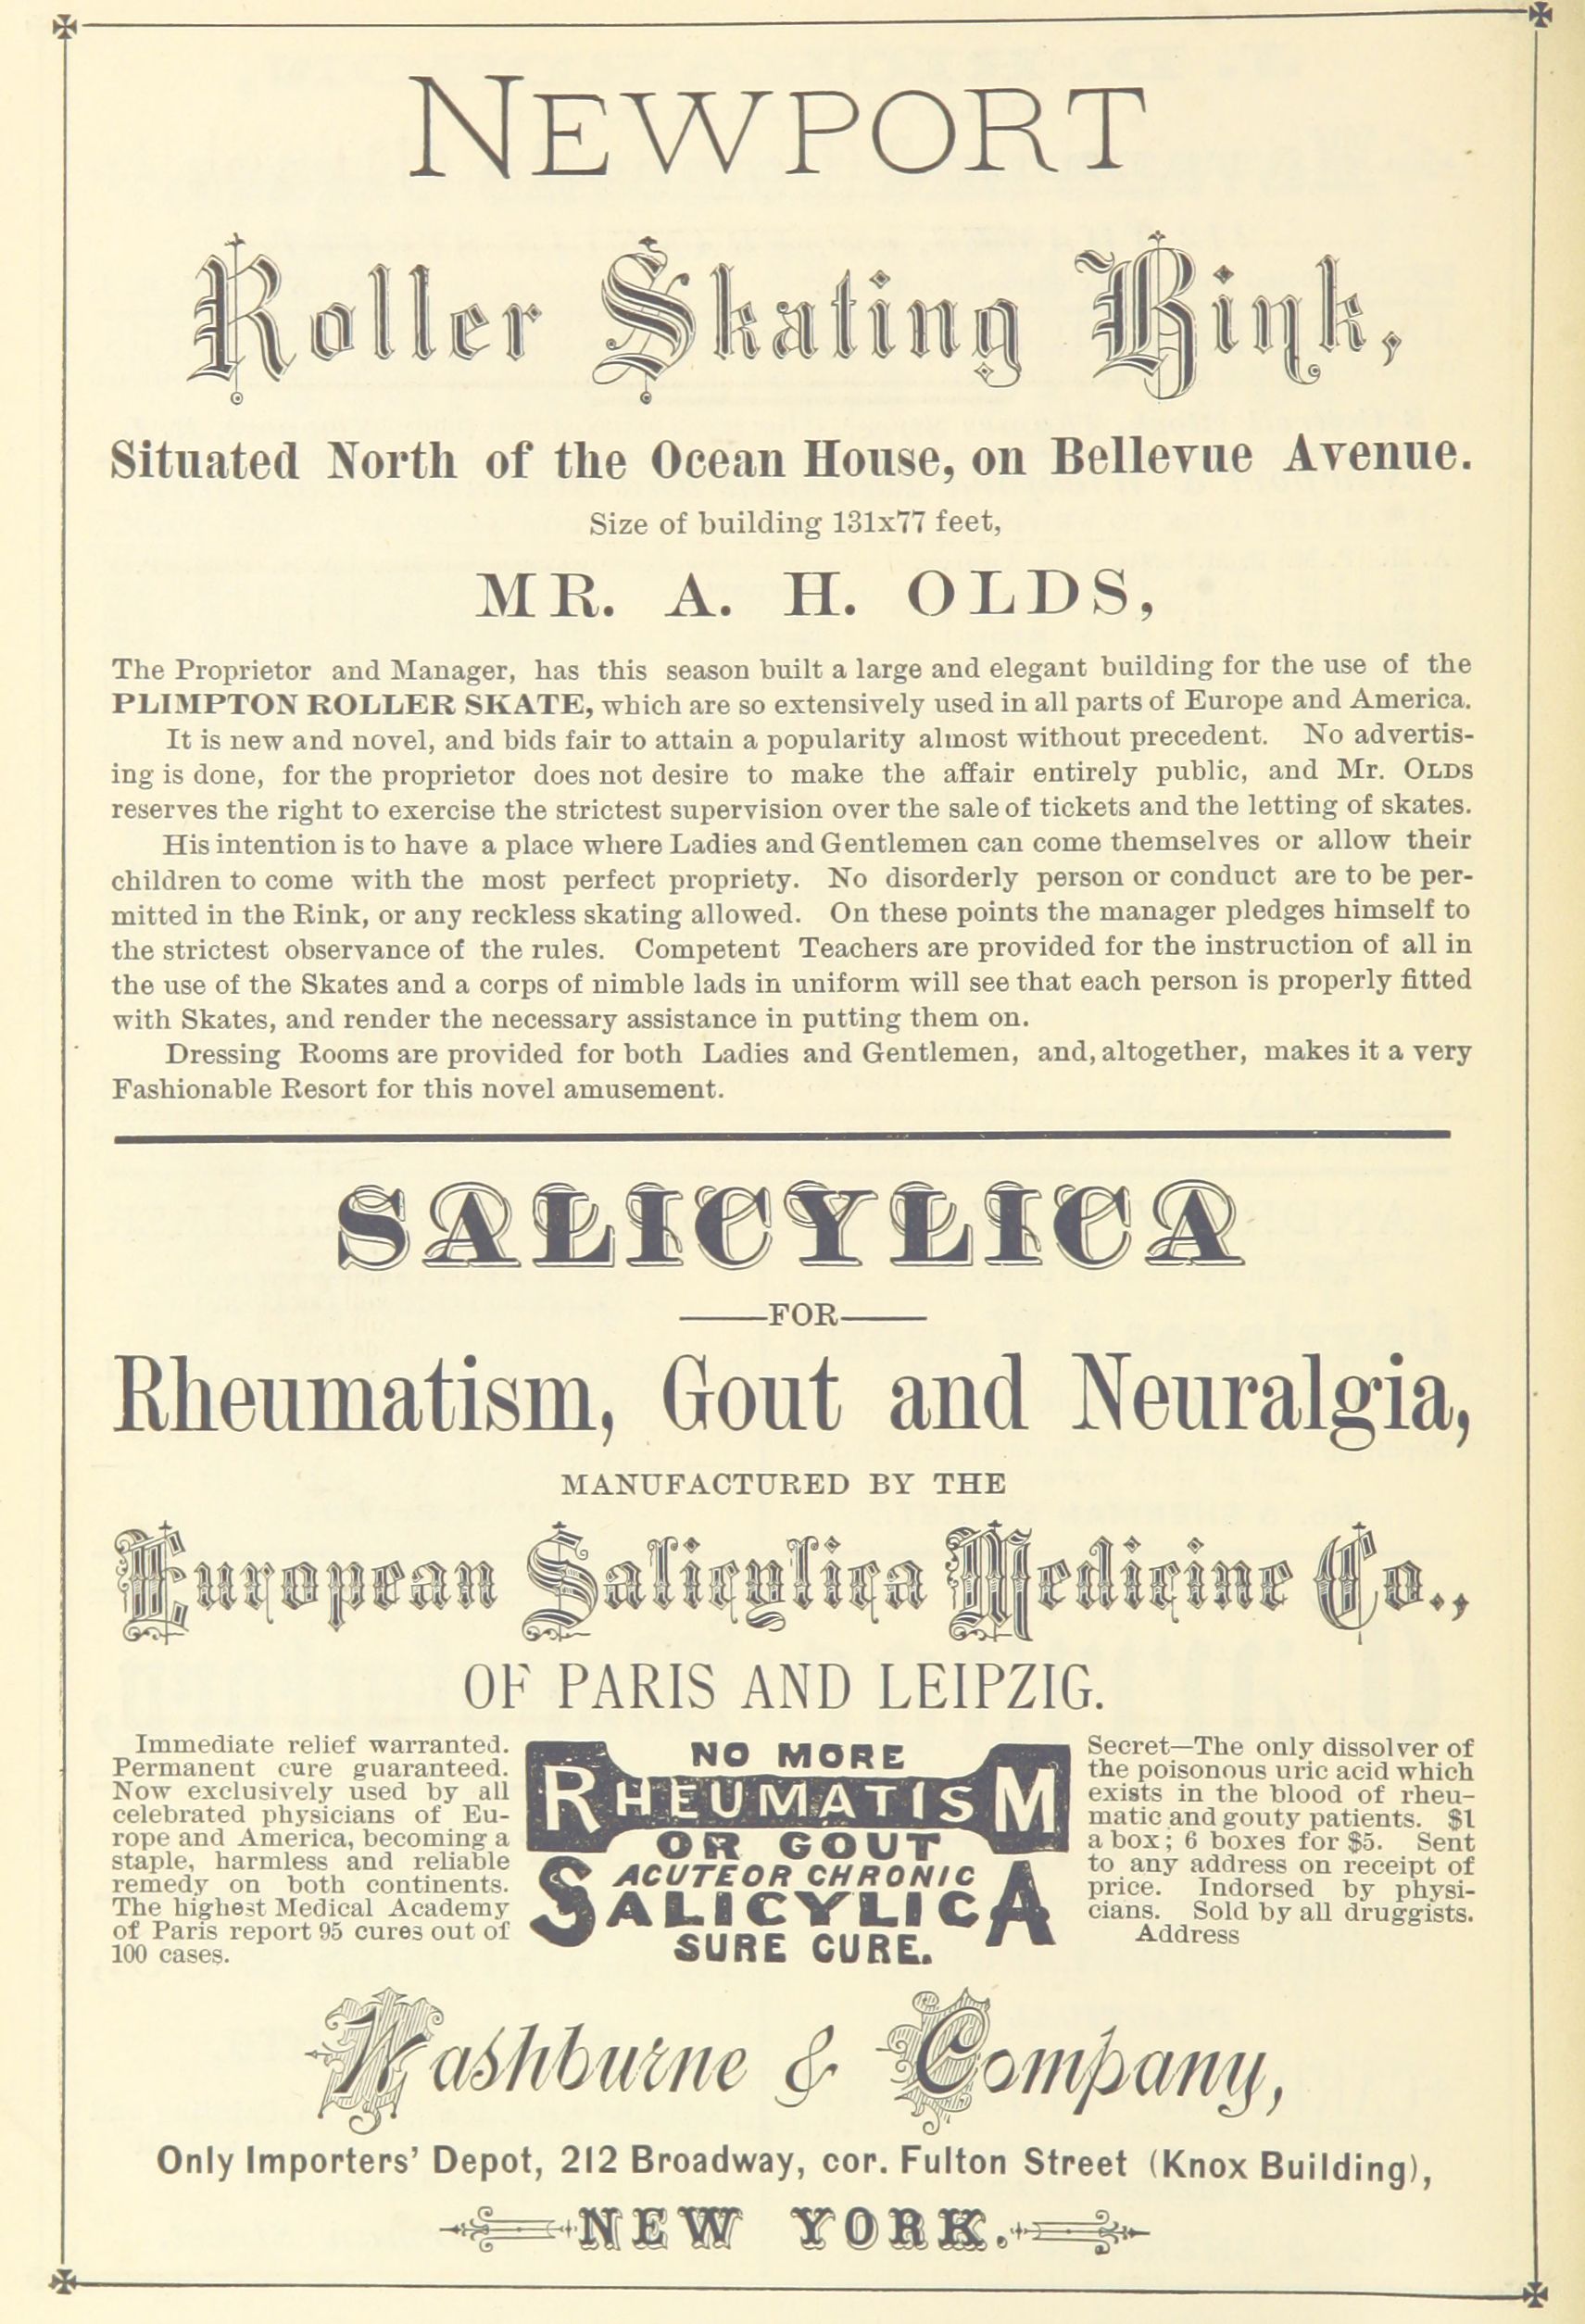 NEWPORT
Roller Skating Rink,
Situated North of the Ocean House, on Bellevue Avenue.
Size of building 131x77 feet,
MR. A. H. OLDS,
The Proprietor and Manager, has this season built a large and elegant building for the use of the
PLIMPTON ROLLER SKATE, which are so extensively used in all parts of Europe and America.
It is new and novel, and bids fair to attain a popularity almost without precedent. No advertis-
ing is done, for the proprietor does not desire to make the affair entirely public, and Mr. OLDS
reserves the right to exercise the strictest supervision over the sale of tickets and the letting of skates.
His intention is to have a place where Ladies and Gentlemen can come themselves or allow their
children to come with the most perfect propriety. No disorderly person or conduct are to be per-
mitted in the Rink, or any reckless skating allowed. On these points the manager pledges himself to
the strictest observance of the rules. Competent Teachers are provided for the instruction of all in
the use of the Skates and a corps of nimble lads in uniform will see that each person is properly fitted
with Skates, and render the necessary assistance in putting them on.
Dressing Rooms are provided for both Ladies and Gentlemen, and, altogether, makes it a very
Fashionable Resort for this novel amusement.
SALICYLICA
FOR
Rheumatism, Gout and Neuralgia,
MANUFACTURED BY THE
European Salicylica Medicine Co.,
OF PARIS AND LEIPZIG.
Immediate relief warranted.
Permanent cure guaranteed.
Now exclusively used by all
celebrated physicians of Eu-
rope and America, becoming a
staple, harmless and reliable
remedy on both continents.
The highest Medical Academy
of Paris report 95 cures out of
100 cases.
NO MORE
RHEUMATISM
OR GOUT
ACUTE OR CHRONIC
SALICYLICA
SURE CURE.
Secret—The only dissolver of
the poisonous uric acid which
exists in the blood of rheu-
matic and gouty patients. $1
a box; 6 boxes for $5. Sent
to any address on receipt of
price. Indorsed by physi-
cians. Sold by all druggists.
Address
Washburne & Company,
Only Importers' Depot, 212 Broadway, cor. Fulton Street (Knox Building),
NEW YORK.